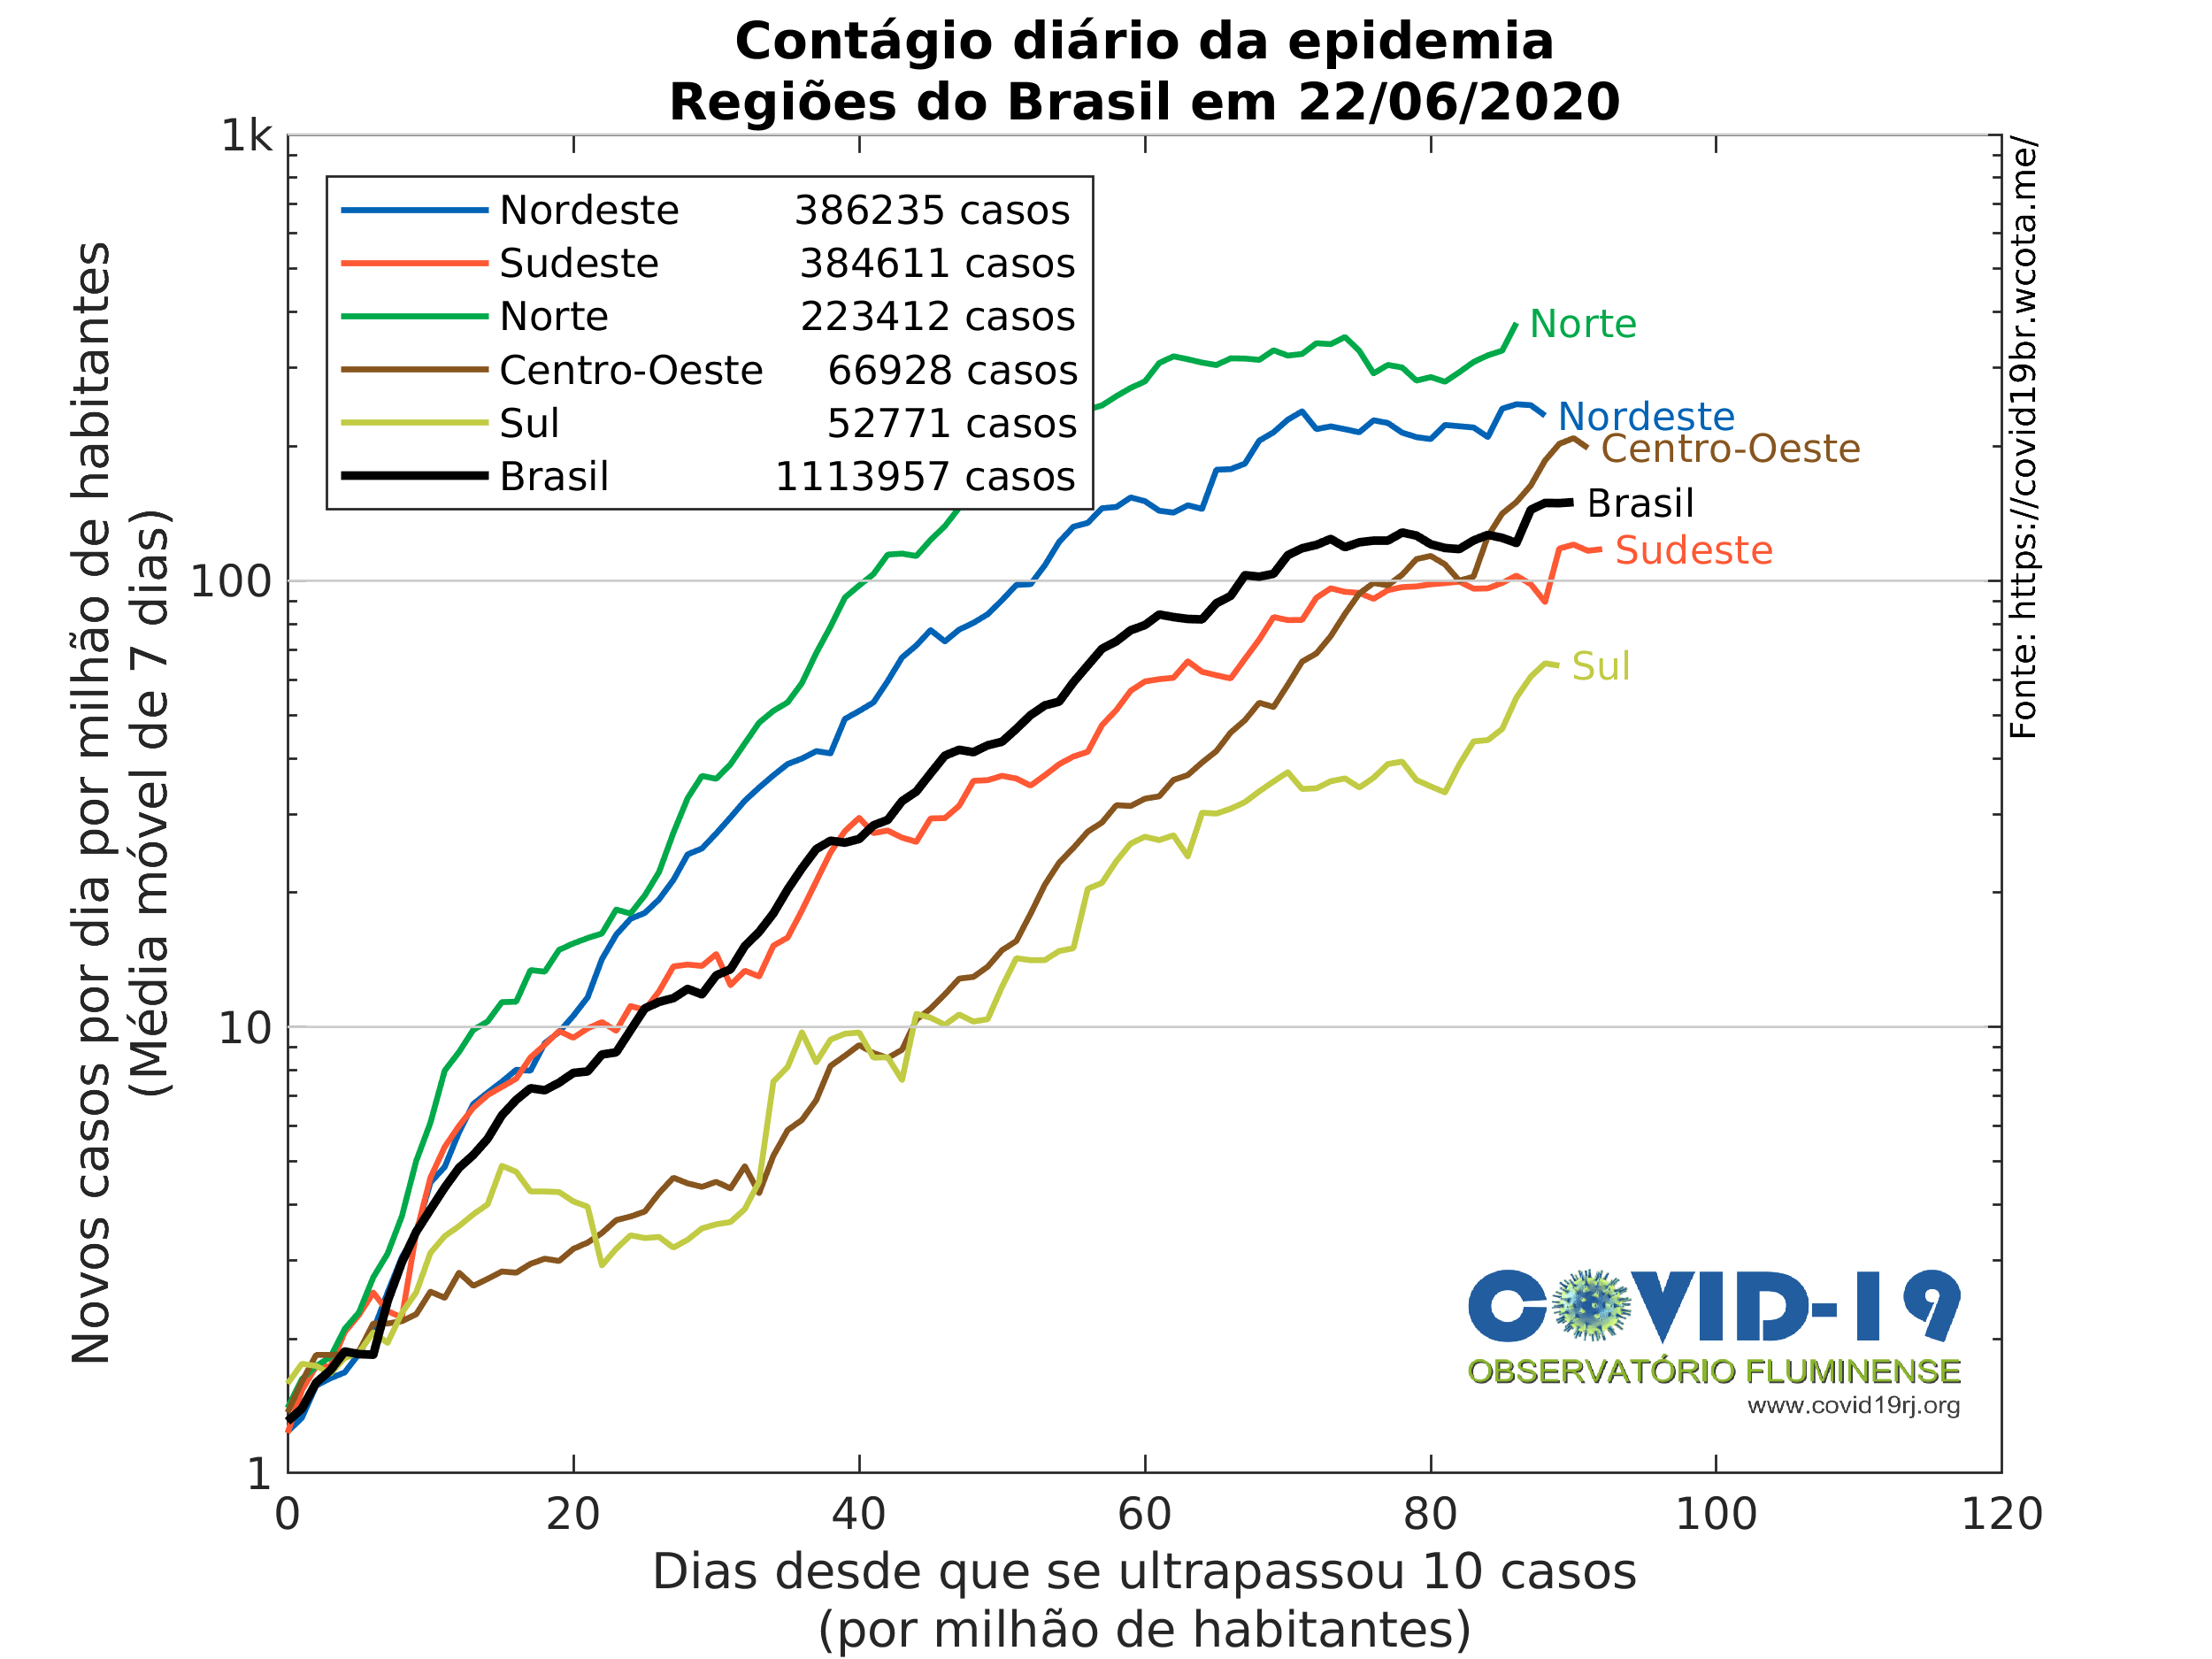 Contágio diário da epidemia
Regiões do Brasil em 22/06/2020
Novos casos por dia por milhão de habitantes
(Média móvel de 7 dias)
1k
100
10
1
Nordeste 386235 casos
Sudeste 384611 casos
Norte 223412 casos
Centro-Oeste 66928 casos
Sul 52771 casos
Brasil 1113957 casos
Norte
Nordeste
Centro-Oeste
Brasil
Sudeste
Sul
Fonte: https://covid19br.wcota.me/
COVID-19
OBSERVATÓRIO FLUMINENSE
www.covid19rj.org
0 20 40 60 80 100 120
Dias desde que se ultrapassou 10 casos
(por milhão de habitantes)